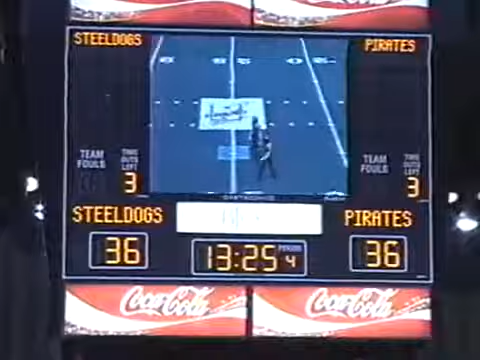 STEELDOGS
PIRATES
TEAM FOULS
TIME OUTS LEFT
3
TEAM FOULS
TIME OUTS LEFT
3
STEELDOGS
PIRATES
36
13:25
PERIOD
4
36
Coca-Cola
Coca-Cola